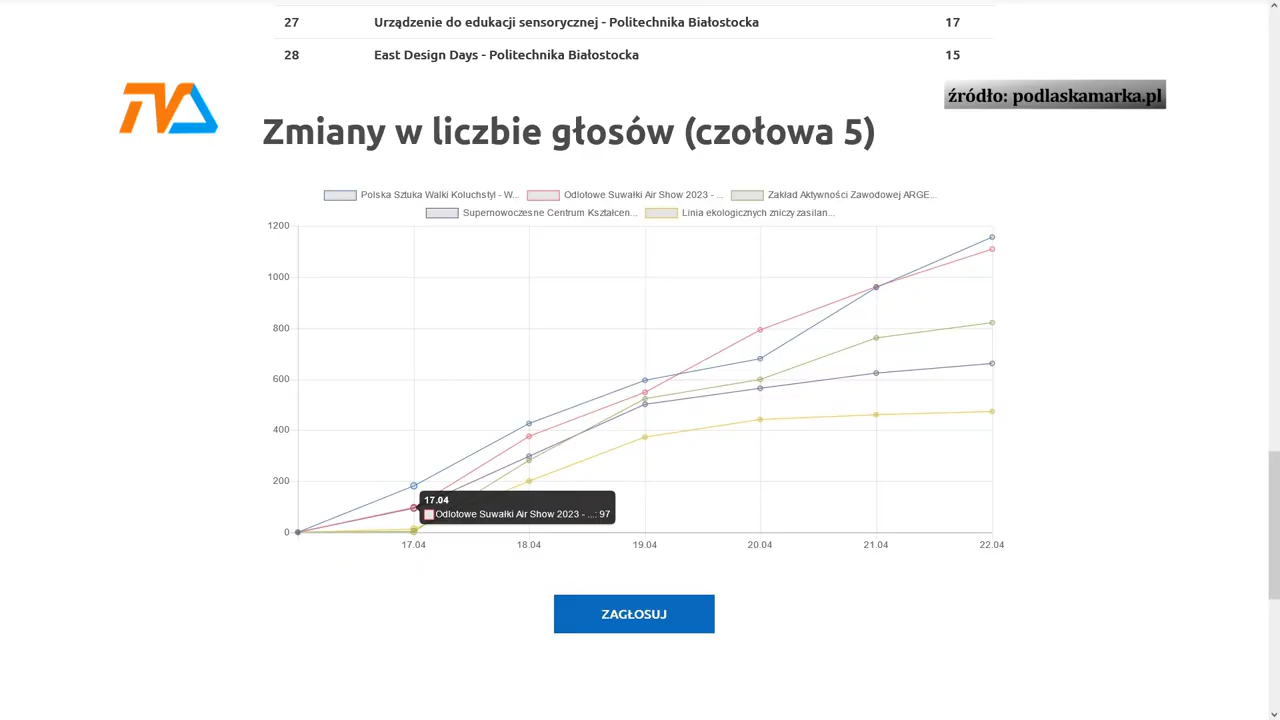 27 Urządzenie do edukacji sensorycznej - Politechnika Białostocka 17
28 East Design Days - Politechnika Białostocka 15
TVA
źródło: podlaskamarka.pl
Zmiany w liczbie głosów (czołowa 5)
Polska Sztuka Walki Koluchstyl - W... Odlotowe Suwałki Air Show 2023 - ... Zakład Aktywności Zawodowej ARGE...
Supernowoczesne Centrum Kształcen... Linia ekologicznych zniczy zasilan...
1200
1000
800
600
400
200
0
17.04
Odlotowe Suwałki Air Show 2023 - ...: 97
17.04 18.04 19.04 20.04 21.04 22.04
ZAGŁOSUJ